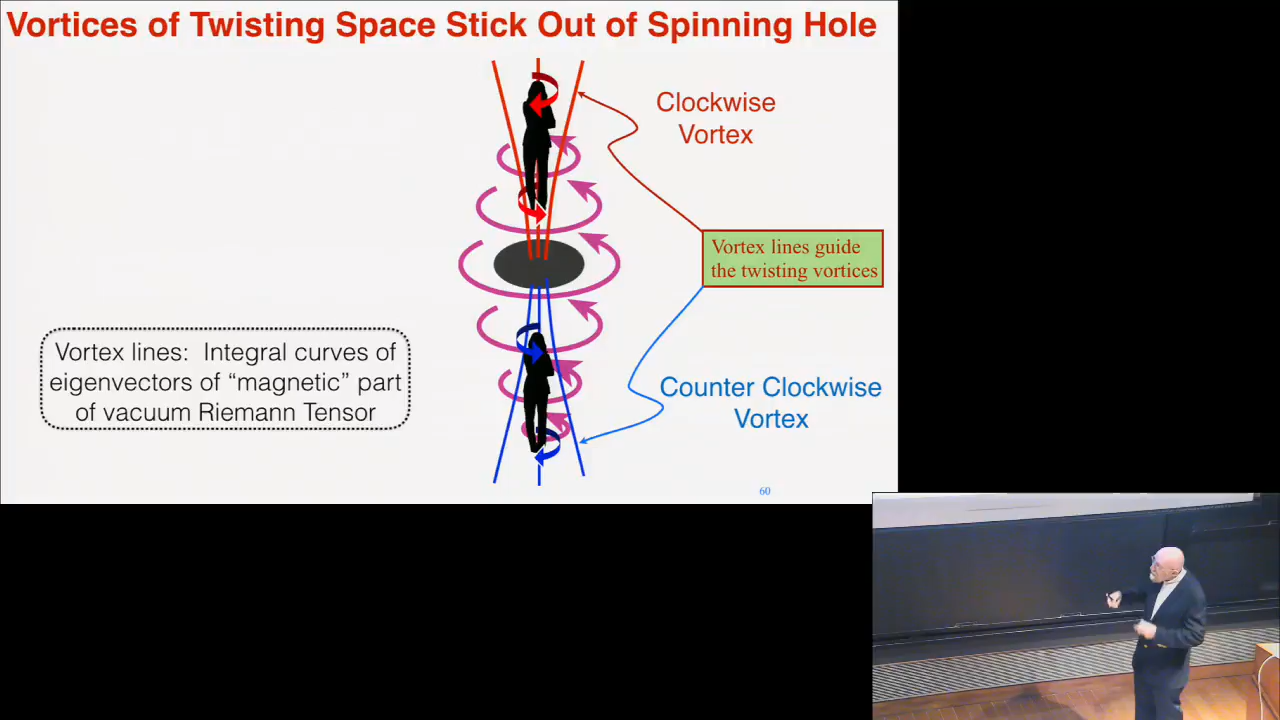 Vortices of Twisting Space Stick Out of Spinning Hole
Clockwise
Vortex
Vortex lines guide
the twisting vortices
Vortex lines:  Integral curves of
eigenvectors of “magnetic” part
of vacuum Riemann Tensor
Counter Clockwise
Vortex
60